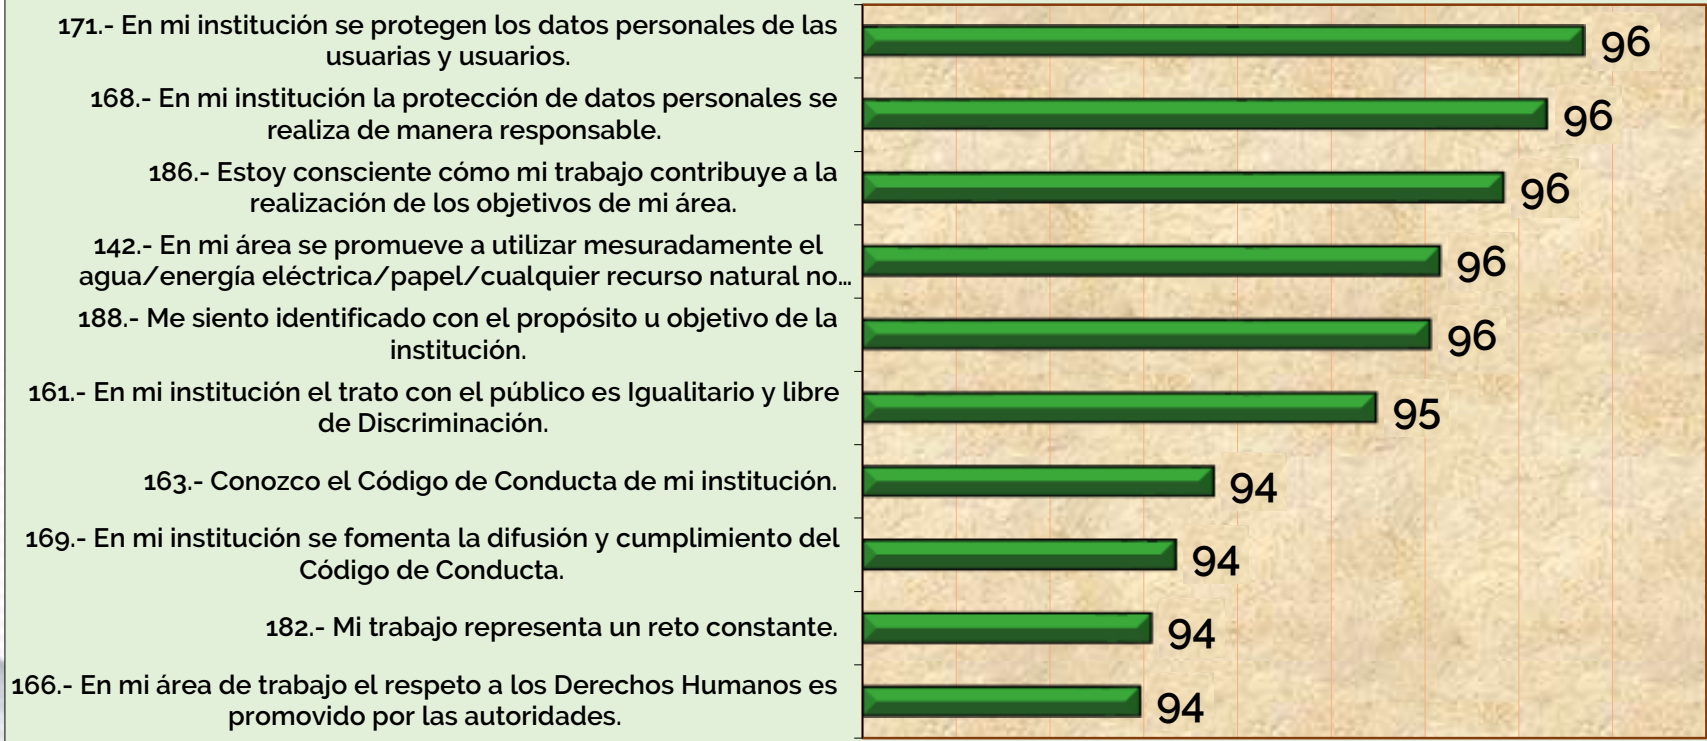 171.- En mi institución se protegen los datos personales de las
usuarias y usuarios.
96
168.- En mi institución la protección de datos personales se
realiza de manera responsable.
96
186.- Estoy consciente cómo mi trabajo contribuye a la
realización de los objetivos de mi área.
96
142.- En mi área se promueve a utilizar mesuradamente el
agua/energía eléctrica/papel/cualquier recurso natural no...
96
188.- Me siento identificado con el propósito u objetivo de la
institución.
96
161.- En mi institución el trato con el público es Igualitario y libre
de Discriminación.
95
163.- Conozco el Código de Conducta de mi institución.
94
169.- En mi institución se fomenta la difusión y cumplimiento del
Código de Conducta.
94
182.- Mi trabajo representa un reto constante.
94
166.- En mi área de trabajo el respeto a los Derechos Humanos es
promovido por las autoridades.
94